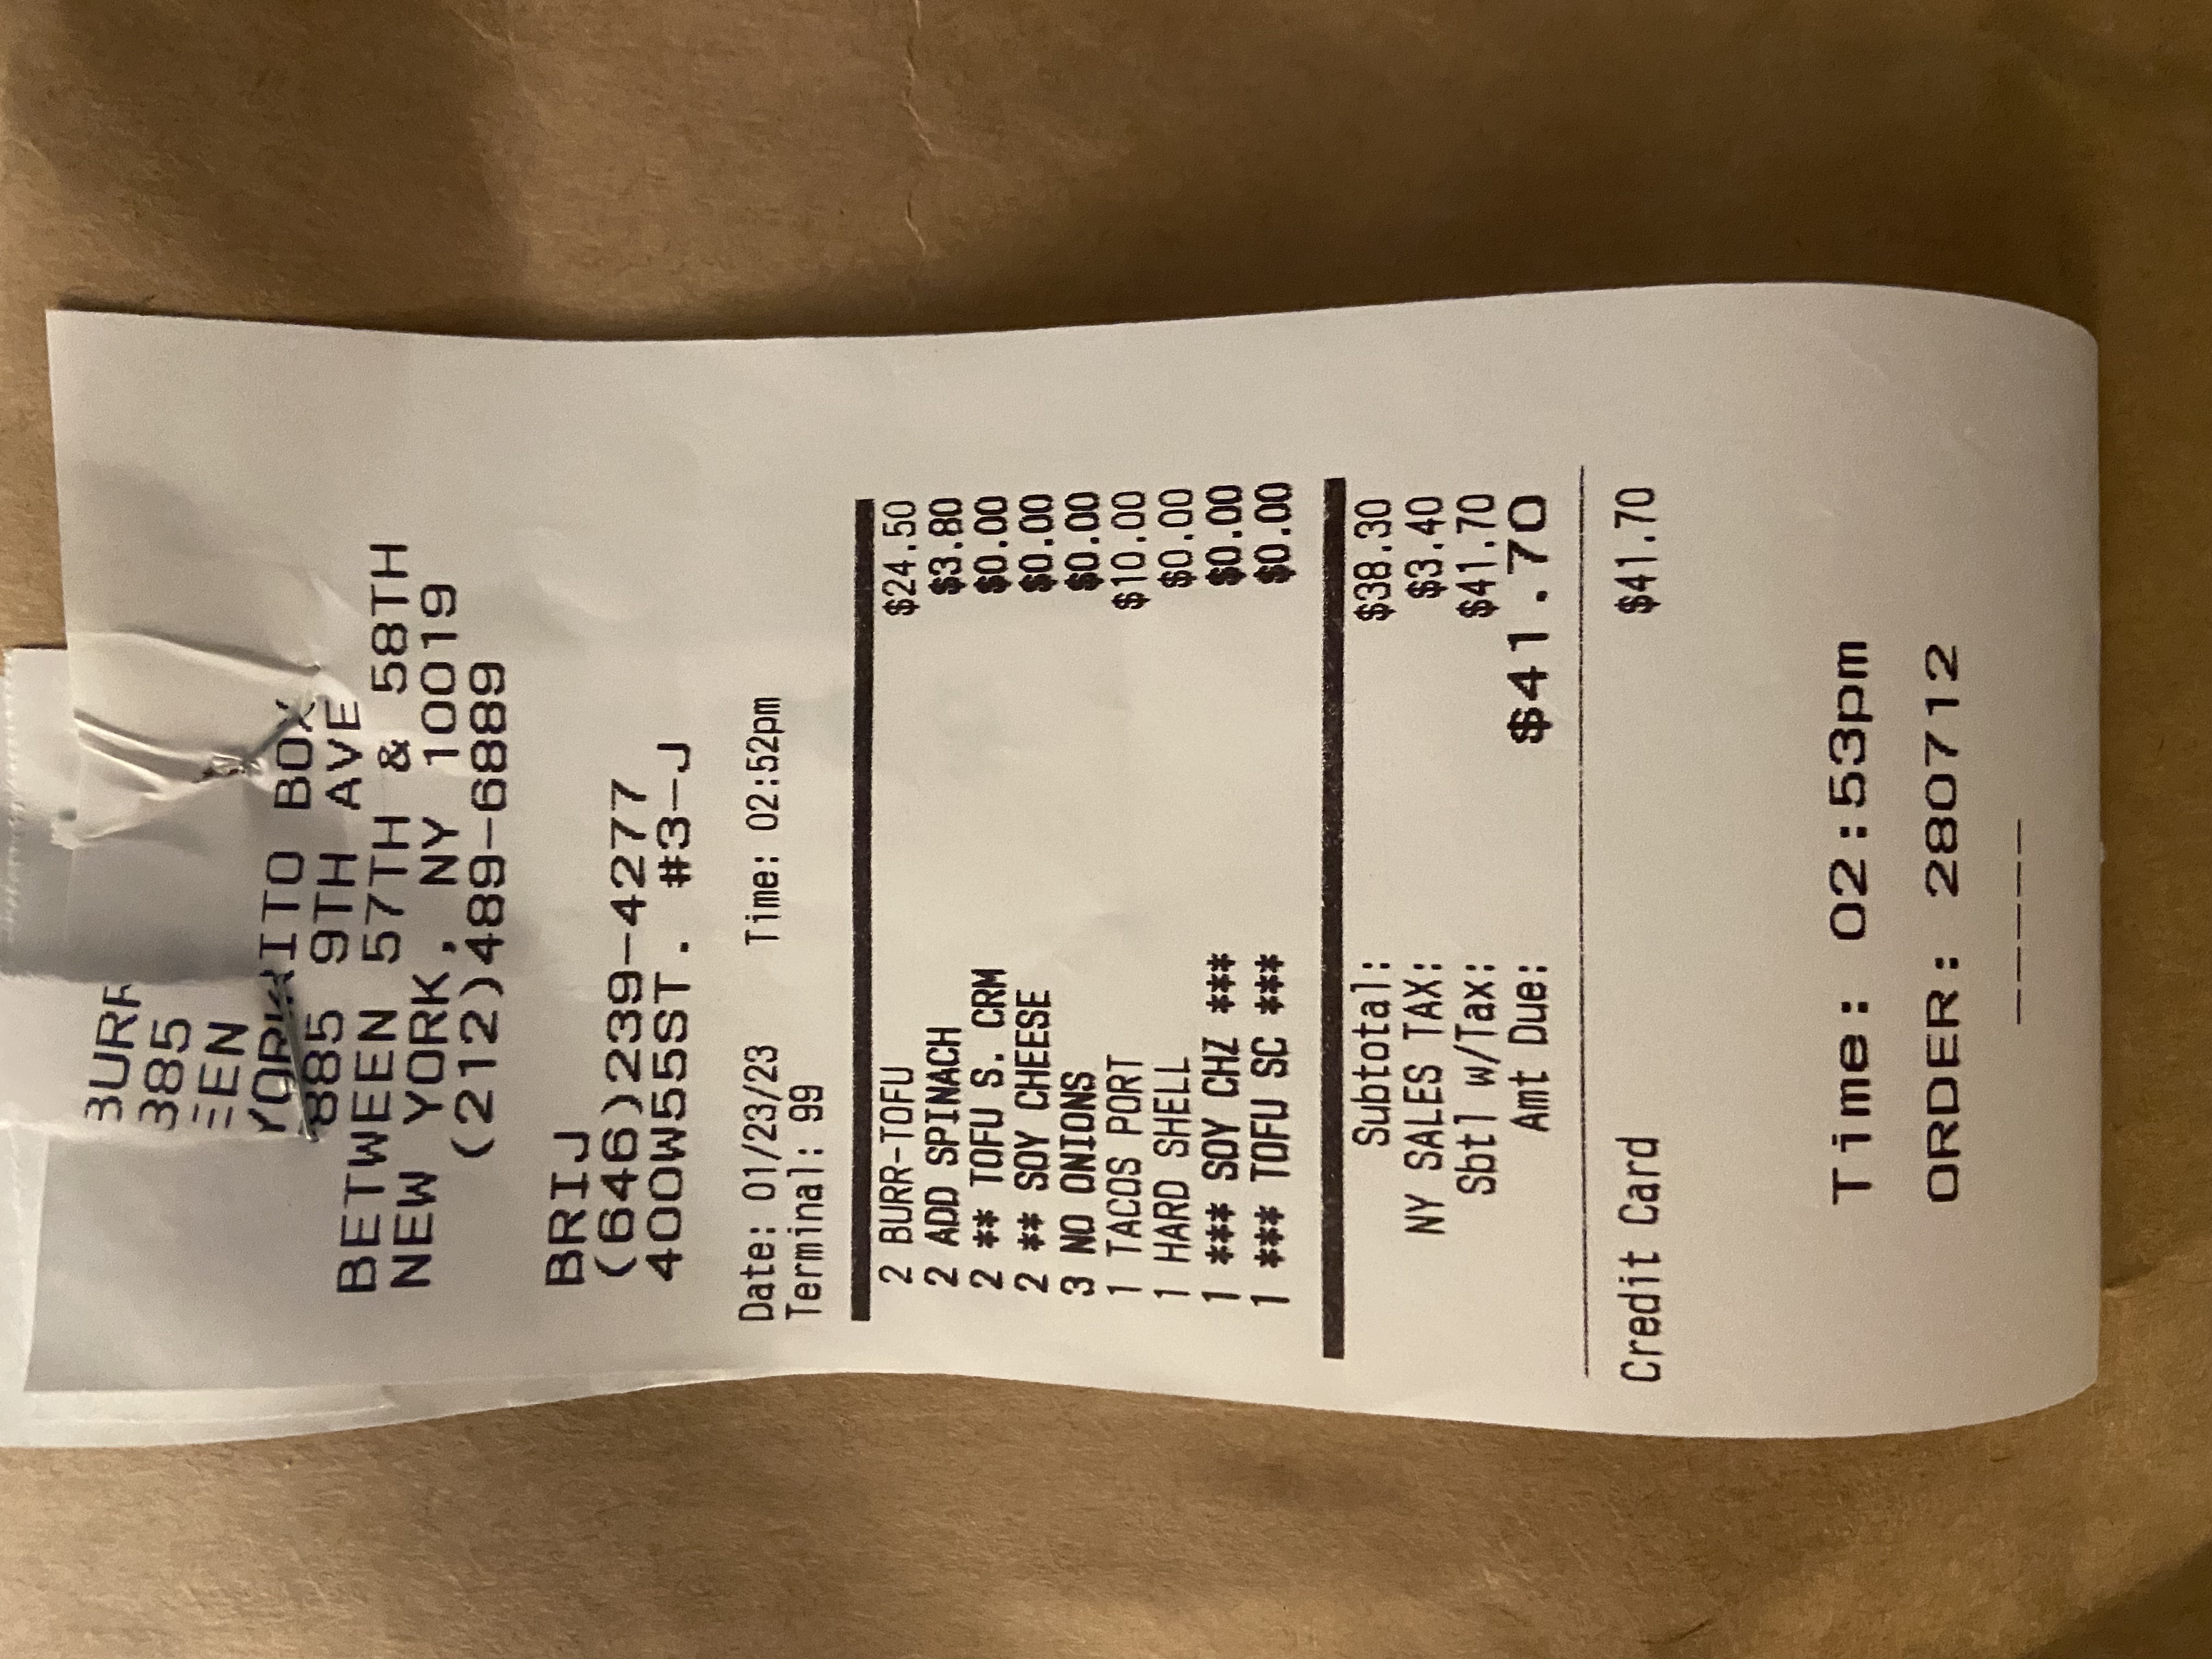 BURR
885
EEN
YORK
RITO BOX
885 9TH AVE
BETWEEN 57TH & 58TH
NEW YORK, NY 10019
(212)489-6889
BRIJ
(646)239-4277
400W55ST. #3-J
Date: 01/23/23 Time: 02:52pm
Terminal: 99
2 BURR-TOFU $24.50
2 ADD SPINACH $3.80
2 ** TOFU S. CRM $0.00
2 ** SOY CHEESE $0.00
3 NO ONIONS $0.00
1 TACOS PORT $10.00
1 HARD SHELL $0.00
1 *** SOY CHZ *** $0.00
1 *** TOFU SC *** $0.00
Subtotal: $38.30
NY SALES TAX: $3.40
Sbtl w/Tax: $41.70
Amt Due: $41.70
Credit Card $41.70
Time: 02:53pm
ORDER: 280712
-----